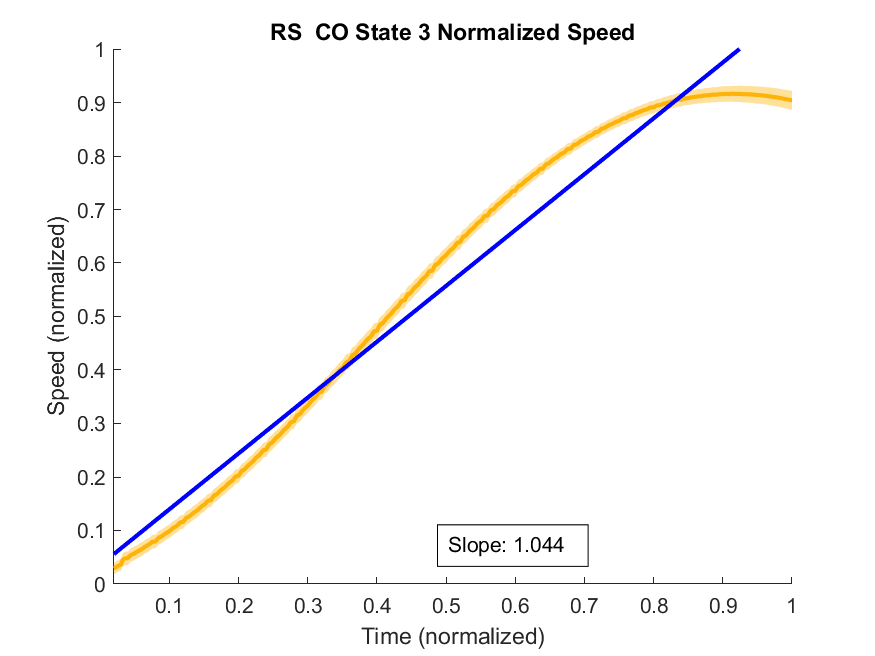 RS  CO State 3 Normalized Speed
1
0.9
0.8
0.7
0.6
0.5
0.4
0.3
0.2
0.1
0
Speed (normalized)
Slope: 1.044
0.1 0.2 0.3 0.4 0.5 0.6 0.7 0.8 0.9 1
Time (normalized)